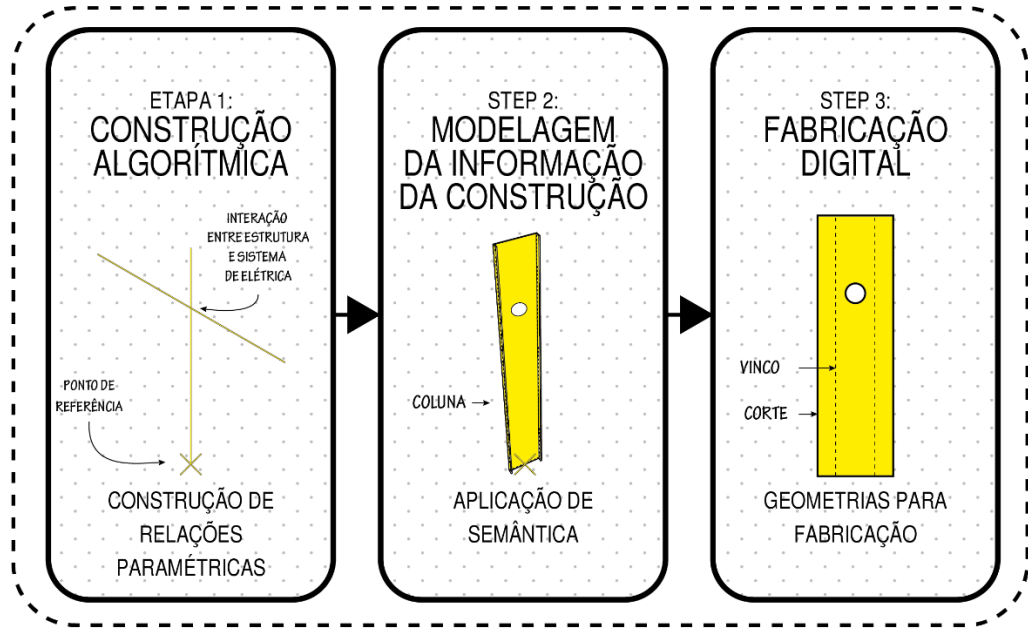 ETAPA 1:
CONSTRUÇÃO
ALGORÍTMICA
INTERAÇÃO
ENTRE ESTRUTURA
E SISTEMA
DE ELÉTRICA
PONTO DE
REFERÊNCIA
CONSTRUÇÃO DE
RELAÇÕES
PARAMÉTRICAS
STEP 2:
MODELAGEM
DA INFORMAÇÃO
DA CONSTRUÇÃO
COLUNA
APLICAÇÃO DE
SEMÂNTICA
STEP 3:
FABRICAÇÃO
DIGITAL
VINCO
CORTE
GEOMETRIAS PARA
FABRICAÇÃO